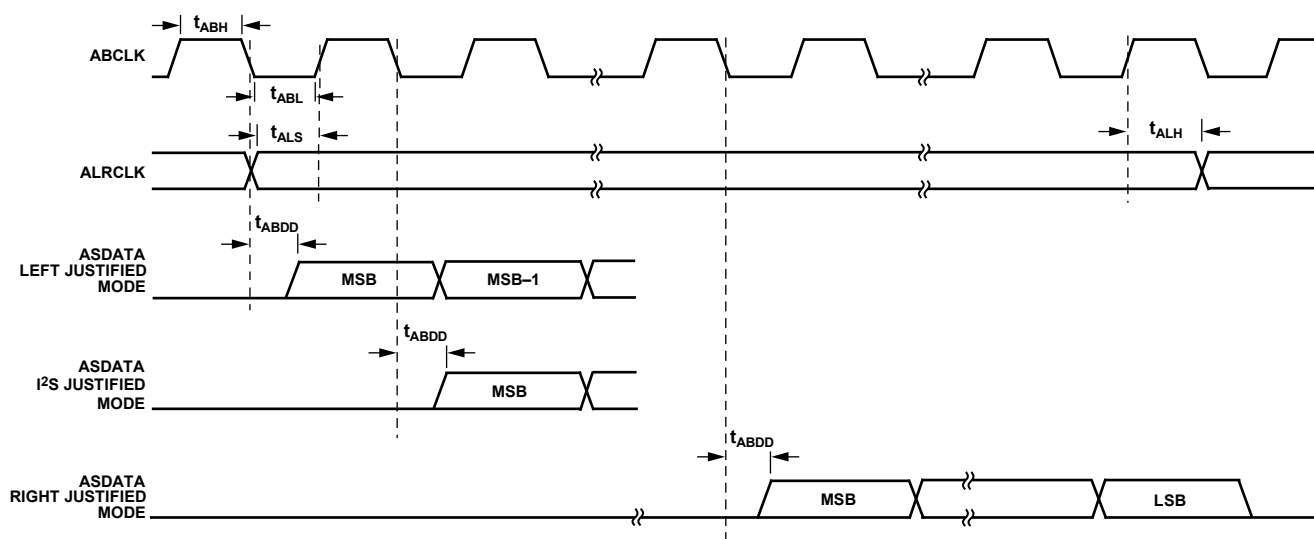 tABH
ABCLK
tABL
tALS
tALH
ALRCLK
tABDD
ASDATA
LEFT JUSTIFIED
MODE
MSB
MSB–1
tABDD
ASDATA
I2S JUSTIFIED
MODE
MSB
tABDD
ASDATA
RIGHT JUSTIFIED
MODE
MSB
LSB